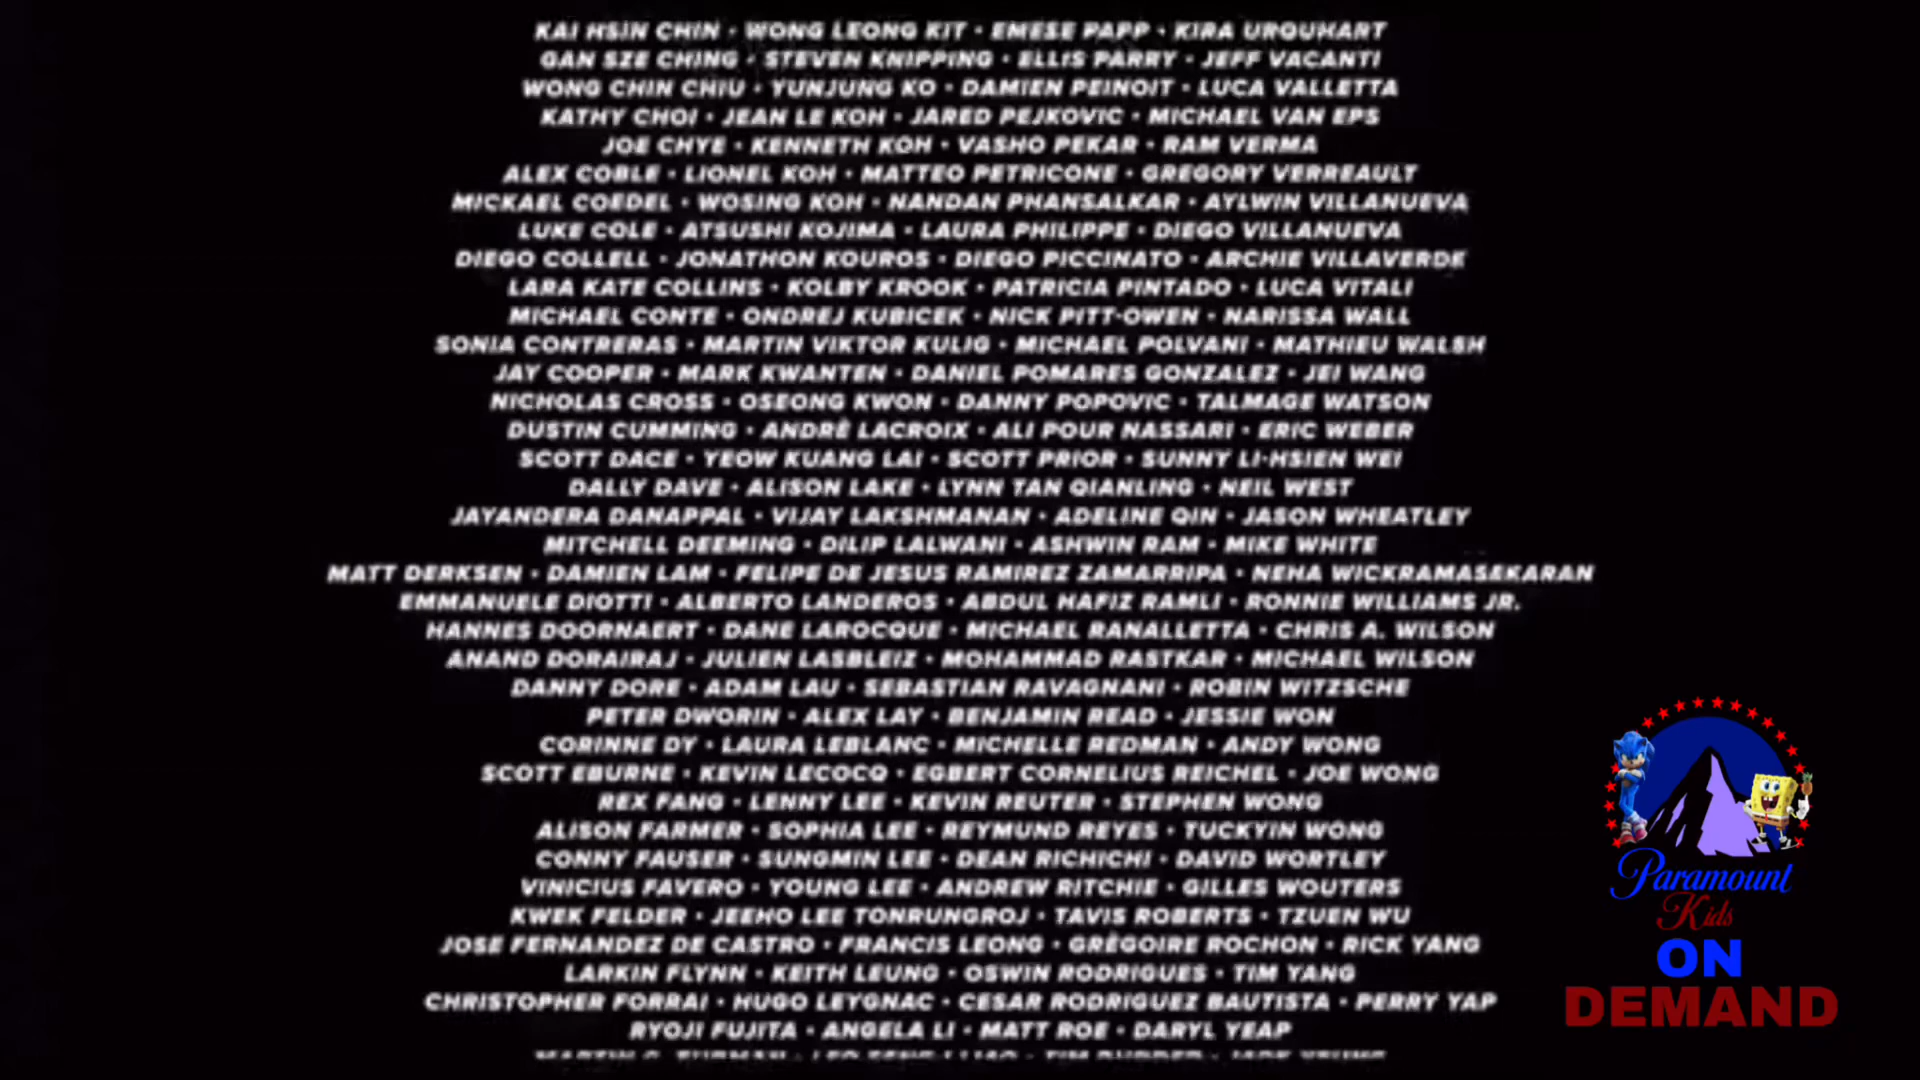 KAI HSIN CHIN • WONG LEONG KIT • EMESE PAPP • KIRA URQUHART
GAN SZE CHING • STEVEN KNIPPING • ELLIS PARRY • JEFF VACANTI
WONG CHIN CHIU • YUNJUNG KO • DAMIEN PEINOIT • LUCA VALLETTA
KATHY CHOI • JEAN LE KOH • JARED PEJKOVIC • MICHAEL VAN EPS
JOE CHYE • KENNETH KOH • VASHO PEKAR • RAM VERMA
ALEX COBLE • LIONEL KOH • MATTEO PETRICONE • GREGORY VERREAULT
MICKAEL COEDEL • WOSING KOH • NANDAN PHANSALKAR • AYLWIN VILLANUEVA
LUKE COLE • ATSUSHI KOJIMA • LAURA PHILIPPE • DIEGO VILLANUEVA
DIEGO COLLELL • JONATHON KOUROS • DIEGO PICCINATO • ARCHIE VILLAVERDE
LARA KATE COLLINS • KOLBY KROOK • PATRICIA PINTADO • LUCA VITALI
MICHAEL CONTE • ONDREJ KUBICEK • NICK PITT-OWEN • NARISSA WALL
SONIA CONTRERAS • MARTIN VIKTOR KULIG • MICHAEL POLVANI • MATHIEU WALSH
JAY COOPER • MARK KWANTEN • DANIEL POMARES GONZALEZ • JEI WANG
NICHOLAS CROSS • OSEONG KWON • DANNY POPOVIC • TALMAGE WATSON
DUSTIN CUMMING • ANDRÉ LACROIX • ALI POUR NASSARI • ERIC WEBER
SCOTT DACE • YEOW KUANG LAI • SCOTT PRIOR • SUNNY LI-HSIEN WEI
DALLY DAVE • ALISON LAKE • LYNN TAN QIANLING • NEIL WEST
JAYANDERA DANAPPAL • VIJAY LAKSHMANAN • ADELINE QIN • JASON WHEATLEY
MITCHELL DEEMING • DILIP LALWANI • ASHWIN RAM • MIKE WHITE
MATT DERKSEN • DAMIEN LAM • FELIPE DE JESUS RAMIREZ ZAMARRIPA • NEHA WICKRAMASEKARAN
EMMANUELE DIOTTI • ALBERTO LANDEROS • ABDUL HAFIZ RAMLI • RONNIE WILLIAMS JR.
HANNES DOORNAERT • DANE LAROCQUE • MICHAEL RANALLETTA • CHRIS A. WILSON
ANAND DORAIRAJ • JULIEN LASBLEIZ • MOHAMMAD RASTKAR • MICHAEL WILSON
DANNY DORE • ADAM LAU • SEBASTIAN RAVAGNANI • ROBIN WITZSCHE
PETER DWORIN • ALEX LAY • BENJAMIN READ • JESSIE WON
CORINNE DY • LAURA LEBLANC • MICHELLE REDMAN • ANDY WONG
SCOTT EBURNE • KEVIN LECOCQ • EGBERT CORNELIUS REICHEL • JOE WONG
REX FANG • LENNY LEE • KEVIN REUTER • STEPHEN WONG
ALISON FARMER • SOPHIA LEE • REYMUND REYES • TUCKYIN WONG
CONNY FAUSER • SUNGMIN LEE • DEAN RICHICHI • DAVID WORTLEY
VINICIUS FAVERO • YOUNG LEE • ANDREW RITCHIE • GILLES WOUTERS
KWEK FELDER • JEEHO LEE TONRUNGROJ • TAVIS ROBERTS • TZUEN WU
JOSE FERNANDEZ DE CASTRO • FRANCIS LEONG • GRÉGOIRE ROCHON • RICK YANG
LARKIN FLYNN • KEITH LEUNG • OSWIN RODRIGUES • TIM YANG
CHRISTOPHER FORRAI • HUGO LEYGNAC • CESAR RODRIGUEZ BAUTISTA • PERRY YAP
RYOJI FUJITA • ANGELA LI • MATT ROE • DARYL YEAP
Paramount
Kids
ON
DEMAND